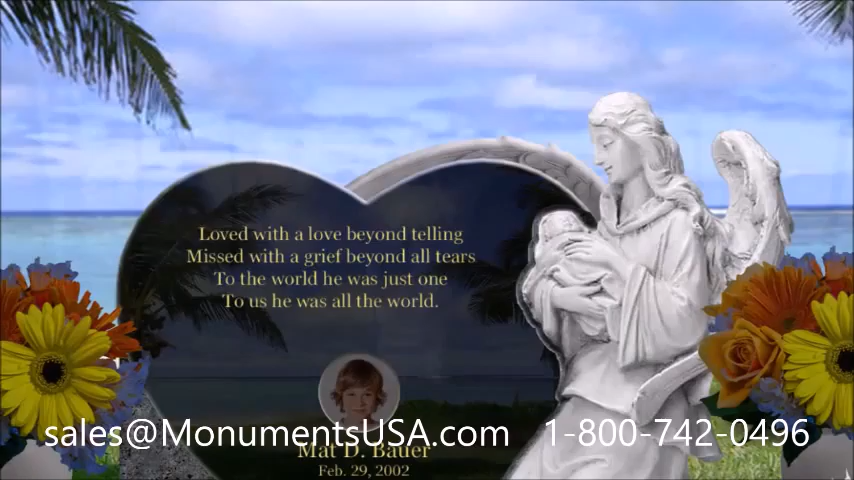 Loved with a love beyond telling
Missed with a grief beyond all tears
To the world he was just one
To us he was all the world.
sales@MonumentsUSA.com 1-800-742-0496
Mat D. Bauer
Feb. 29, 2002